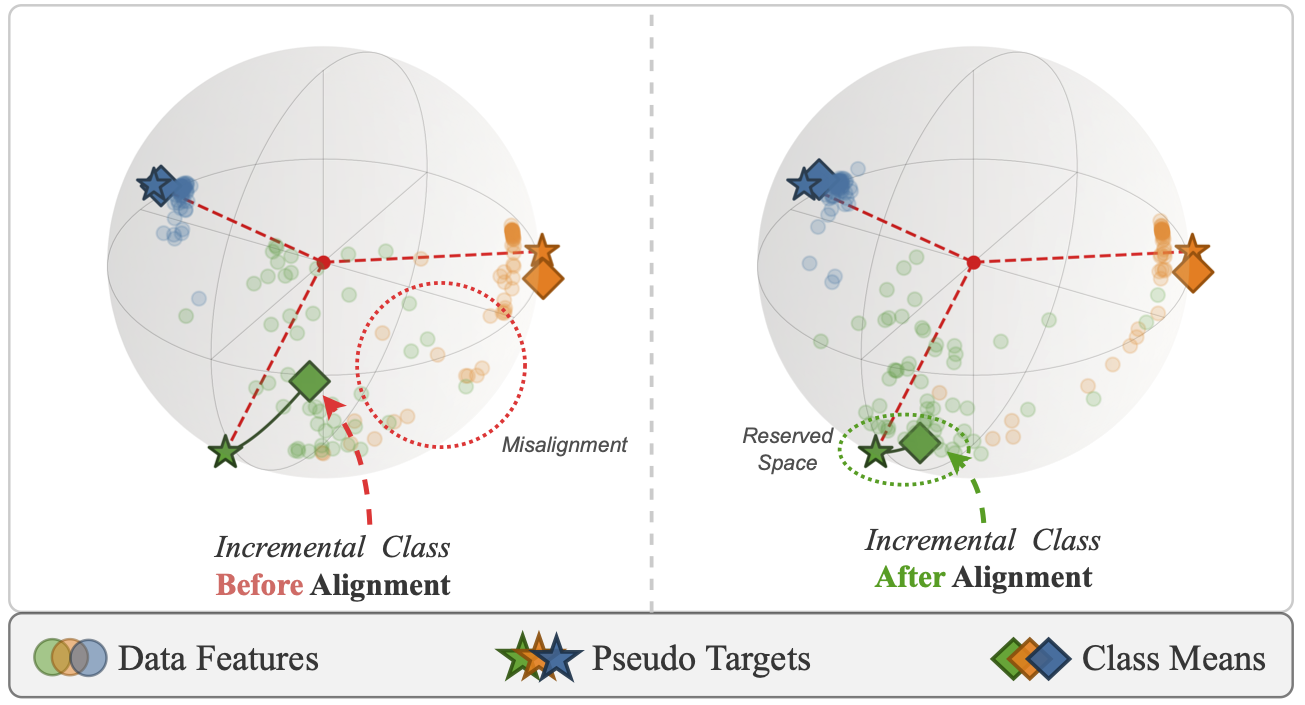 Misalignment
Incremental Class
Before Alignment
Reserved
Space
Incremental Class
After Alignment
Data Features
Pseudo Targets
Class Means